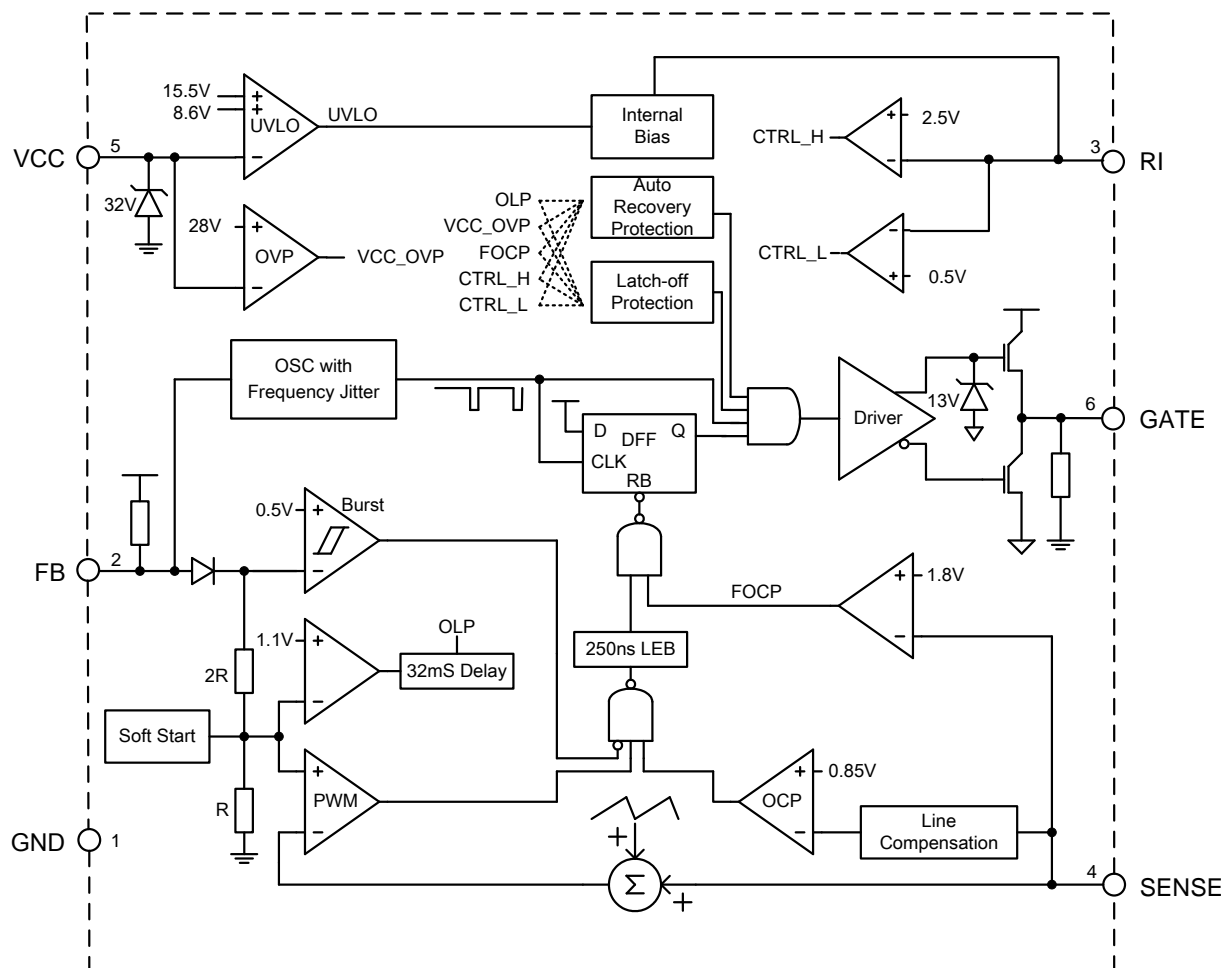 15.5V
8.6V
+
+
UVLO
−
UVLO
Internal
Bias
VCC
5
32V
28V
+
OVP
−
VCC_OVP
OLP
VCC_OVP
FOCP
CTRL_H
CTRL_L
Auto
Recovery
Protection
Latch-off
Protection
CTRL_H
+
2.5V
−
3
RI
CTRL_L
−
+
0.5V
OSC with
Frequency Jitter
D
DFF
Q
CLK
RB
Driver
13V
6
GATE
0.5V
+
Burst
−
FB
2
FOCP
+
1.8V
−
250ns LEB
1.1V
+
−
OLP
32mS Delay
2R
Soft Start
R
+
PWM
−
OCP
+
0.85V
−
Line
Compensation
GND
1
+
Σ
+
4
SENSE